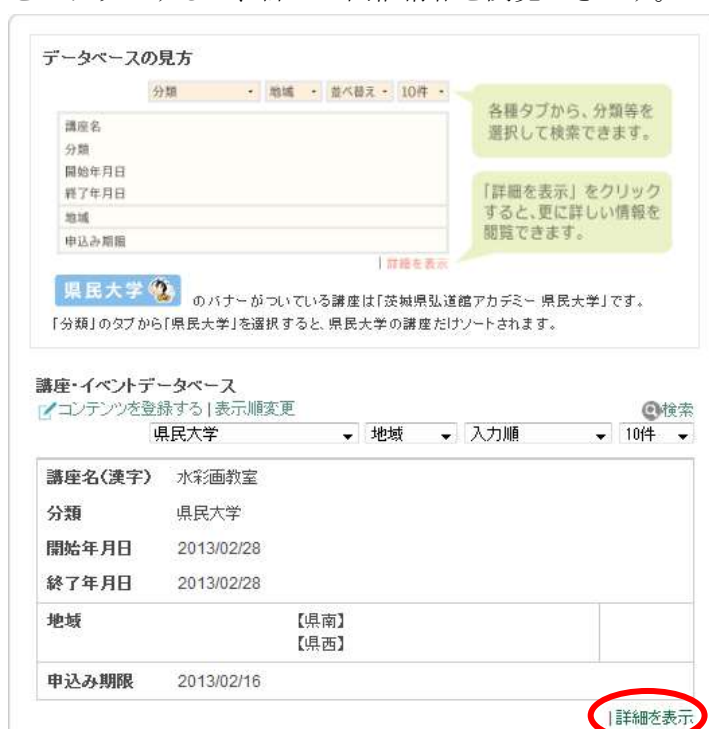 データベースの見方
分類 地域 並べ替え 10件
各種タブから、分類等を
選択して検索できます。
講座名
分類
開始年月日
終了年月日
地域
申込み期限
「詳細を表示」をクリック
すると、更に詳しい情報を
閲覧できます。
|詳細を表示
県民大学 のバナーがついている講座は「茨城県弘道館アカデミー 県民大学」です。
「分類」のタブから「県民大学」を選択すると、県民大学の講座だけソートされます。
講座・イベントデータベース
コンテンツを登録する | 表示順変更 検索
県民大学 地域 入力順 10件
講座名(漢字) 水彩画教室
分類 県民大学
開始年月日 2013/02/28
終了年月日 2013/02/28
地域 【県南】
【県西】
申込み期限 2013/02/16
|詳細を表示